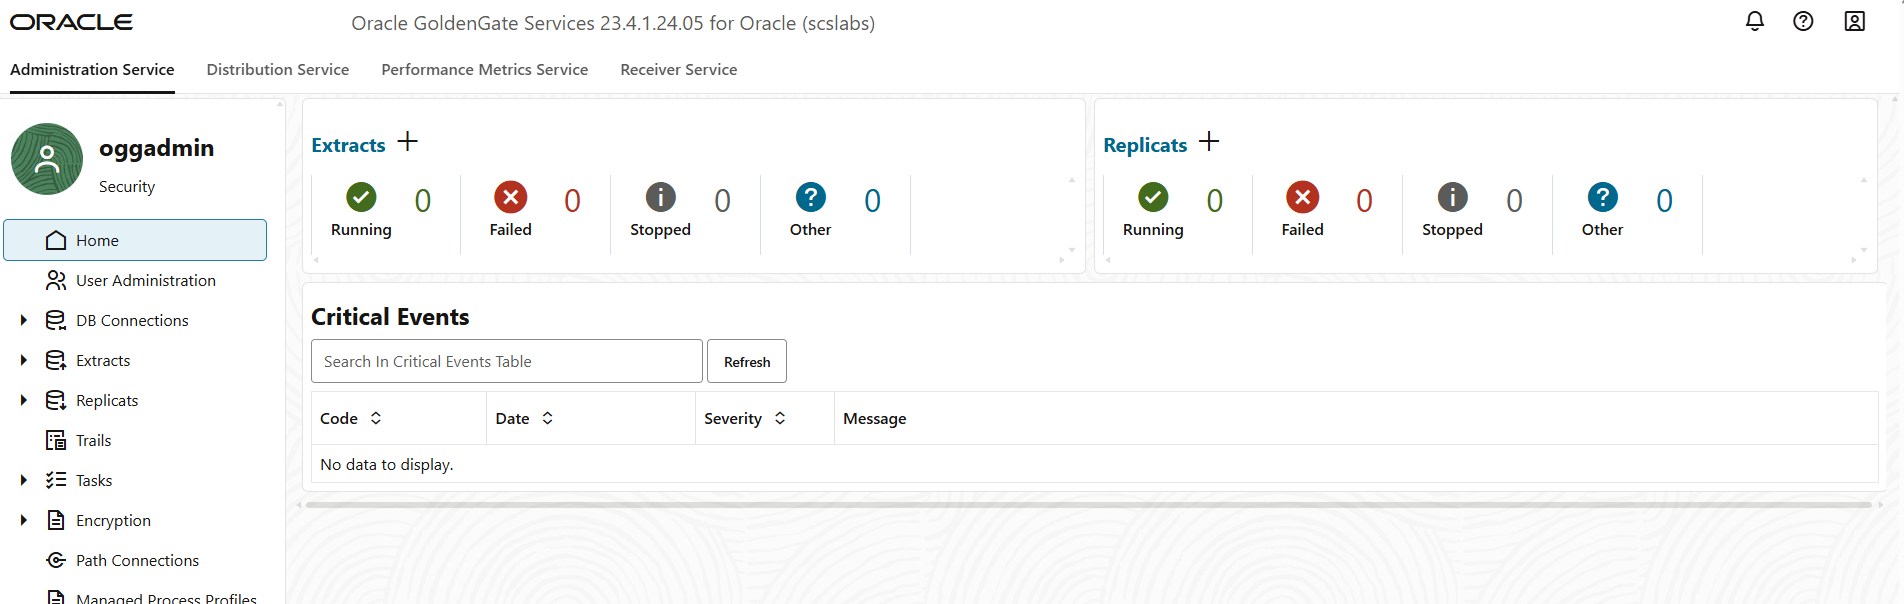 ORACLE
Oracle GoldenGate Services 23.4.1.24.05 for Oracle (scslabs)
Administration Service
Distribution Service
Performance Metrics Service
Receiver Service
oggadmin
Security
Home
User Administration
DB Connections
Extracts
Replicats
Trails
Tasks
Encryption
Path Connections
Managed Process Profiles
Extracts
0
Running
0
Failed
0
Stopped
0
Other
Replicats
0
Running
0
Failed
0
Stopped
0
Other
Critical Events
Search In Critical Events Table
Refresh
Code
Date
Severity
Message
No data to display.